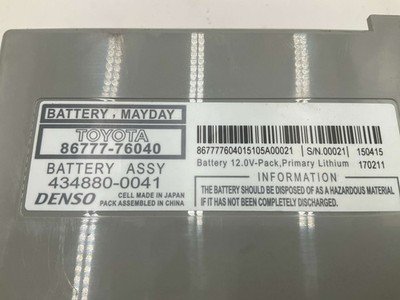 BATTERY, MAYDAY
TOYOTA
86777-76040
BATTERY ASSY
434880-0041
DENSO
CELL MADE IN JAPAN
PACK ASSEMBLED IN CHINA
867777604015105A00021 S/N.00021 150415
Battery 12.0V-Pack,Primary Lithium 170211
INFORMATION
THE BATTERY SHOULD BE DISPOSED OF AS A HAZARDOUS MATERIAL
IF IT HAS NOT BEEN COMPLETELY DISCHARGED.